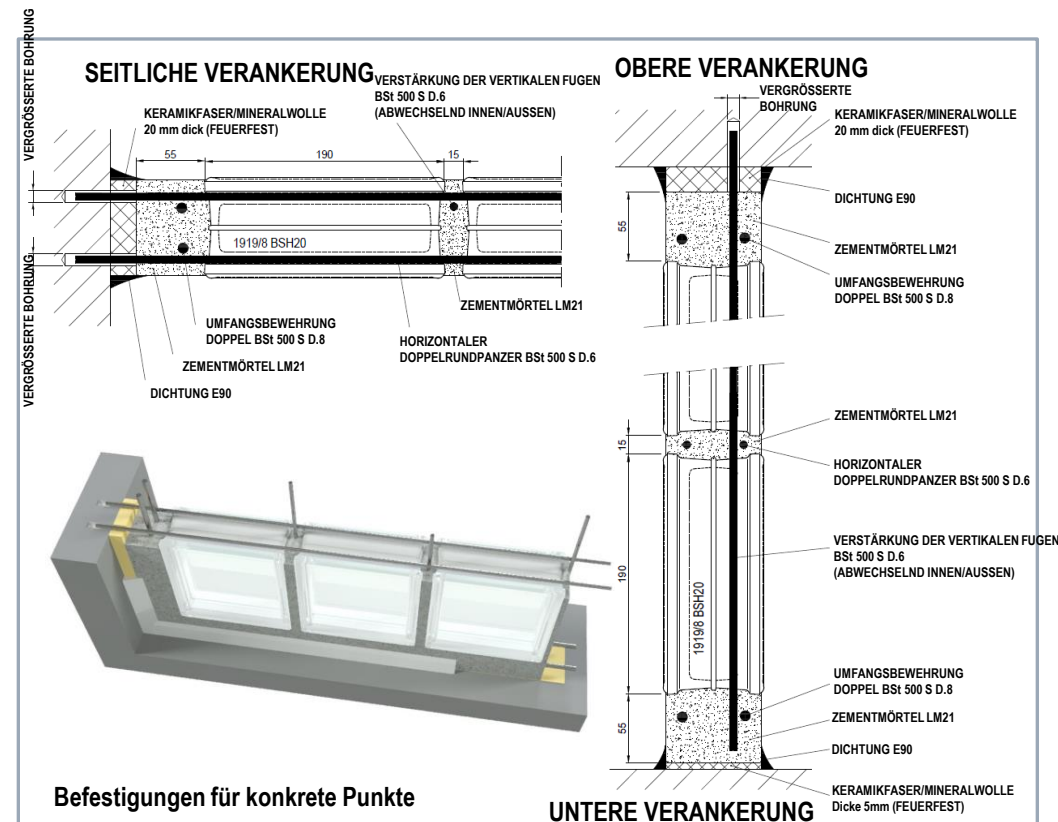 SEITLICHE VERANKERUNG
VERSTÄRKUNG DER VERTIKALEN FUGEN
BSt 500 S D.6
(ABWECHSELND INNEN/AUSSEN)
KERAMIKFASER/MINERALWOLLE
20 mm dick (FEUERFEST)
VERGRÖSSERTE BOHRUNG
55
190
15
1919/8 BSH20
VERGRÖSSERTE BOHRUNG
ZEMENTMÖRTEL LM21
UMFANGSBEWEHRUNG
DOPPEL BSt 500 S D.8
HORIZONTALER
DOPPELRUNDPANZER BSt 500 S D.6
ZEMENTMÖRTEL LM21
DICHTUNG E90
Befestigungen für konkrete Punkte
OBERE VERANKERUNG
VERGRÖSSERTE
BOHRUNG
KERAMIKFASER/MINERALWOLLE
20 mm dick (FEUERFEST)
DICHTUNG E90
55
ZEMENTMÖRTEL LM21
UMFANGSBEWEHRUNG
DOPPEL BSt 500 S D.8
ZEMENTMÖRTEL LM21
15
HORIZONTALER
DOPPELRUNDPANZER BSt 500 S D.6
VERSTÄRKUNG DER VERTIKALEN FUGEN
BSt 500 S D.6
(ABWECHSELND INNEN/AUSSEN)
190
1919/8 BSH20
UMFANGSBEWEHRUNG
DOPPEL BSt 500 S D.8
55
ZEMENTMÖRTEL LM21
DICHTUNG E90
KERAMIKFASER/MINERALWOLLE
Dicke 5mm (FEUERFEST)
UNTERE VERANKERUNG